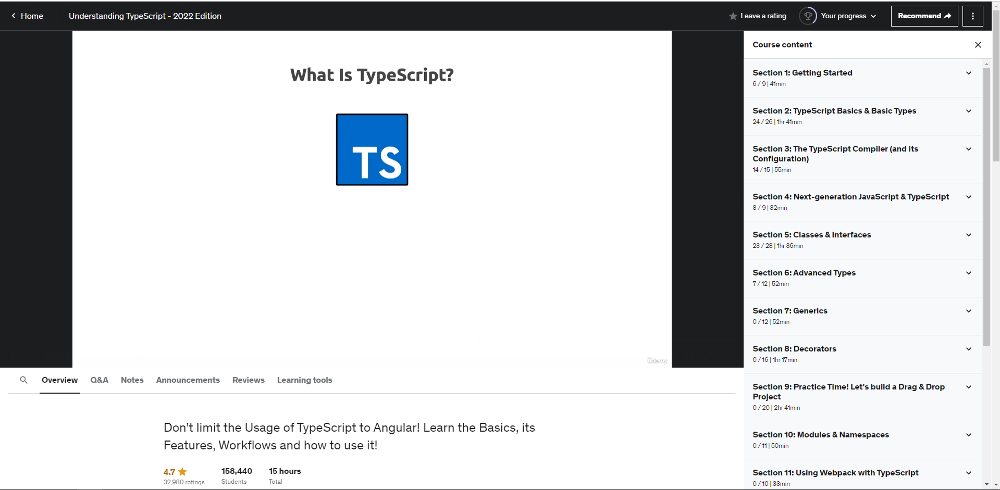 Home
Understanding TypeScript - 2022 Edition
Leave a rating
Your progress
Recommend
What Is TypeScript?
TS
udemy
Course content
Section 1: Getting Started
6 / 9 | 41min
Section 2: TypeScript Basics & Basic Types
24 / 26 | 1hr 41min
Section 3: The TypeScript Compiler (and its
Configuration)
14 / 15 | 55min
Section 4: Next-generation JavaScript & TypeScript
8 / 9 | 32min
Section 5: Classes & Interfaces
23 / 28 | 1hr 36min
Section 6: Advanced Types
7 / 12 | 52min
Section 7: Generics
0 / 12 | 52min
Section 8: Decorators
0 / 16 | 1hr 17min
Section 9: Practice Time! Let's build a Drag & Drop
Project
0 / 20 | 2hr 41min
Section 10: Modules & Namespaces
0 / 11 | 50min
Section 11: Using Webpack with TypeScript
0 / 10 | 33min
Overview
Q&A
Notes
Announcements
Reviews
Learning tools
Don't limit the Usage of TypeScript to Angular! Learn the Basics, its
Features, Workflows and how to use it!
4.7
32,980 ratings
158,440
Students
15 hours
Total